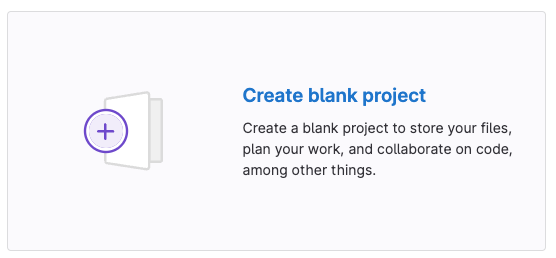 Create blank project
Create a blank project to store your files,
plan your work, and collaborate on code,
among other things.